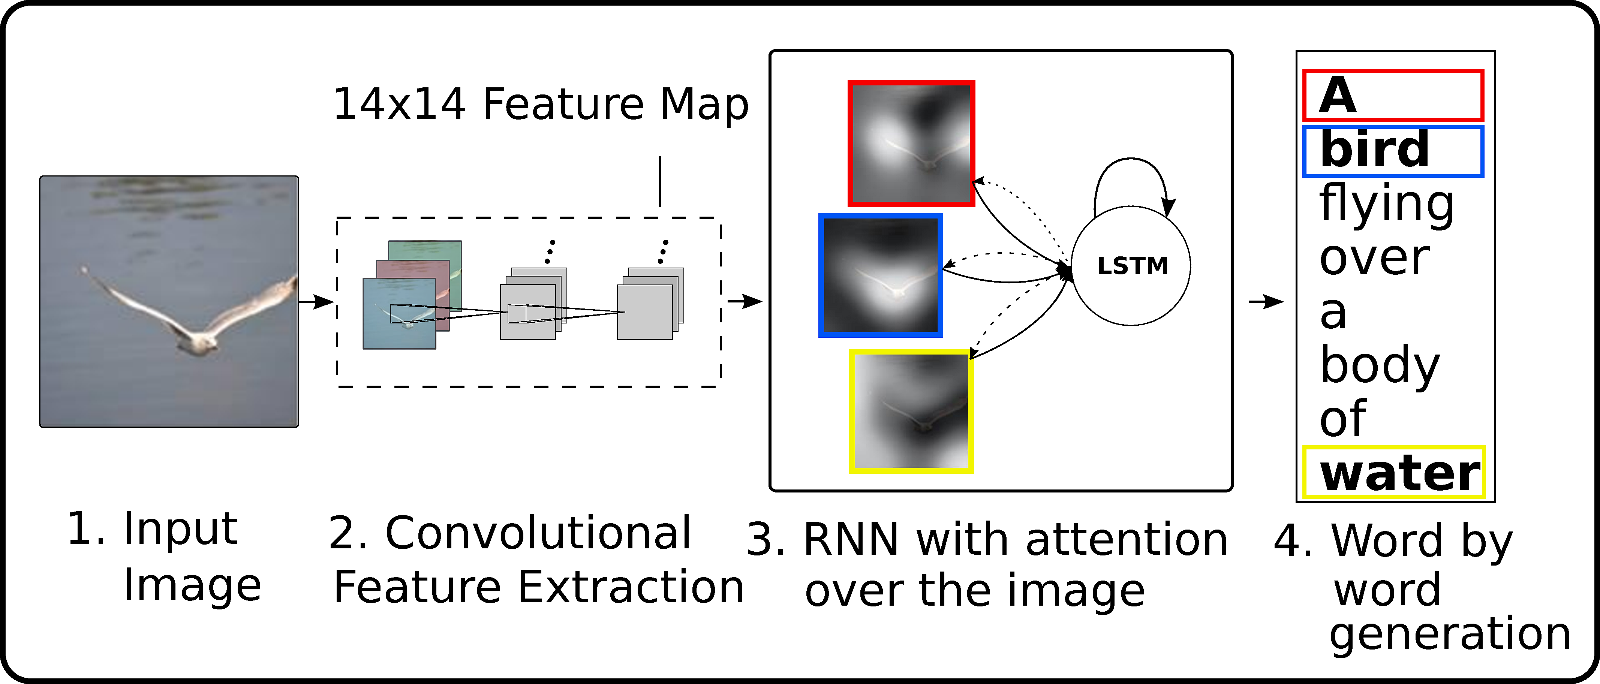 14x14 Feature Map
LSTM
A
bird
flying
over
a
body
of
water
1. Input
Image
2. Convolutional
Feature Extraction
3. RNN with attention
over the image
4. Word by
word
generation